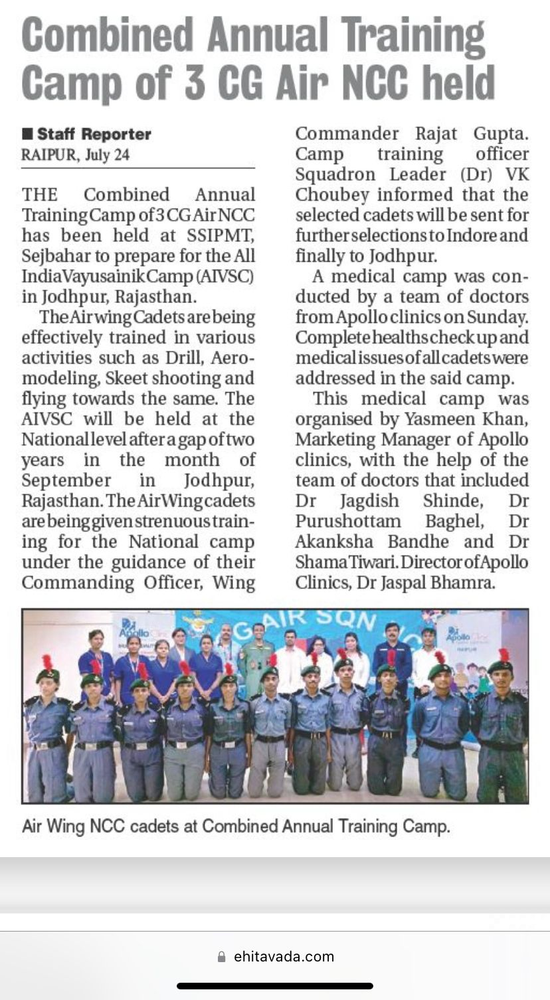 Combined Annual Training
Camp of 3 CG Air NCC held
■ Staff Reporter
RAIPUR, July 24
THE Combined Annual
Training Camp of 3 CG Air NCC
has been held at SSIPMT,
Sejbahar to prepare for the All
India Vayusainik Camp (AIVSC)
in Jodhpur, Rajasthan.
The Air wing Cadets are being
effectively trained in various
activities such as Drill, Aero-
modeling, Skeet shooting and
flying towards the same. The
AIVSC will be held at the
National level after a gap of two
years in the month of
September in Jodhpur,
Rajasthan. The Air Wing cadets
are being given strenuous train-
ing for the National camp
under the guidance of their
Commanding Officer, Wing
Commander Rajat Gupta.
Camp training officer
Squadron Leader (Dr) VK
Choubey informed that the
selected cadets will be sent for
further selections to Indore and
finally to Jodhpur.
A medical camp was con-
ducted by a team of doctors
from Apollo clinics on Sunday.
Complete healths check up and
medical issues of all cadets were
addressed in the said camp.
This medical camp was
organised by Yasmeen Khan,
Marketing Manager of Apollo
clinics, with the help of the
team of doctors that included
Dr Jagdish Shinde, Dr
Purushottam Baghel, Dr
Akanksha Bandhe and Dr
Shama Tiwari. Director of Apollo
Clinics, Dr Jaspal Bhamra.
G AIR SQN NC
Apollo Clinic
Apollo Clinic
RAIPUR
Air Wing NCC cadets at Combined Annual Training Camp.
ehitavada.com